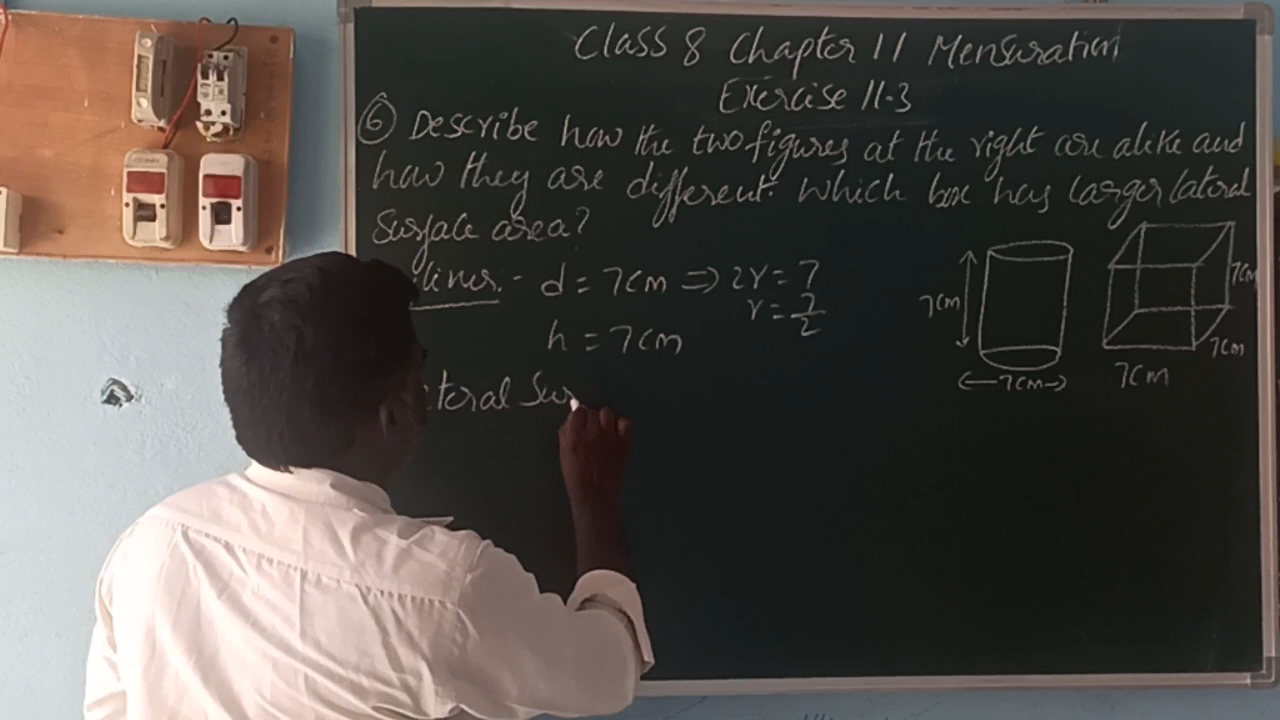 Class 8 Chapter 11 Mensuration
Exercise 11.3
⑥ Describe how the two figures at the right are alike and
how they are different. Which box has larger lateral
surface area?
d = 7cm ⇒ 2r = 7
r = 7/2
h = 7cm
Sur
7cm
7cm
7cm
7cm
7cm